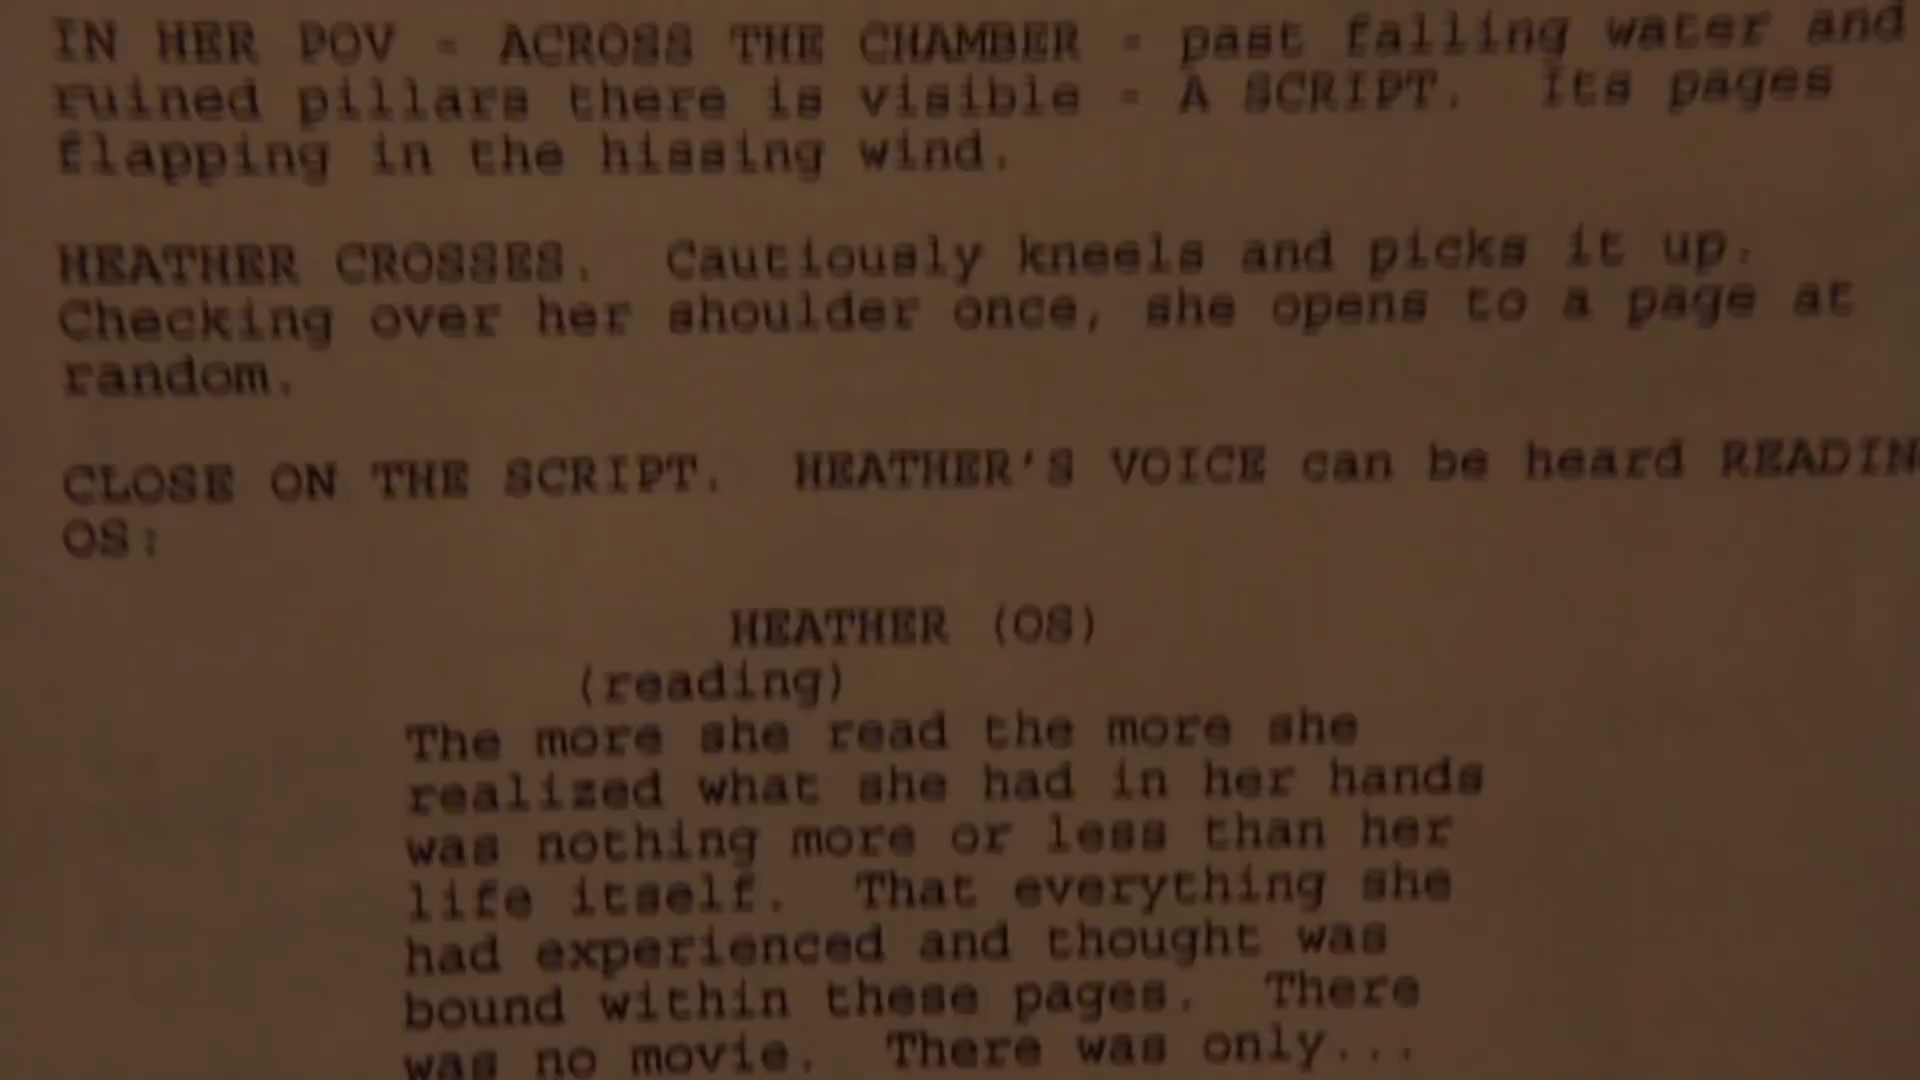 IN HER POV - ACROSS THE CHAMBER - past falling water and
ruined pillars there is visible - A SCRIPT.  Its pages
flapping in the hissing wind.
HEATHER CROSSES.  Cautiously kneels and picks it up.
Checking over her shoulder once, she opens to a page at
random.
CLOSE ON THE SCRIPT.  HEATHER'S VOICE can be heard READIN
OS:
HEATHER (OS)
(reading)
The more she read the more she
realized what she had in her hands
was nothing more or less than her
life itself.  That everything she
had experienced and thought was
bound within these pages.  There
was no movie.  There was only...